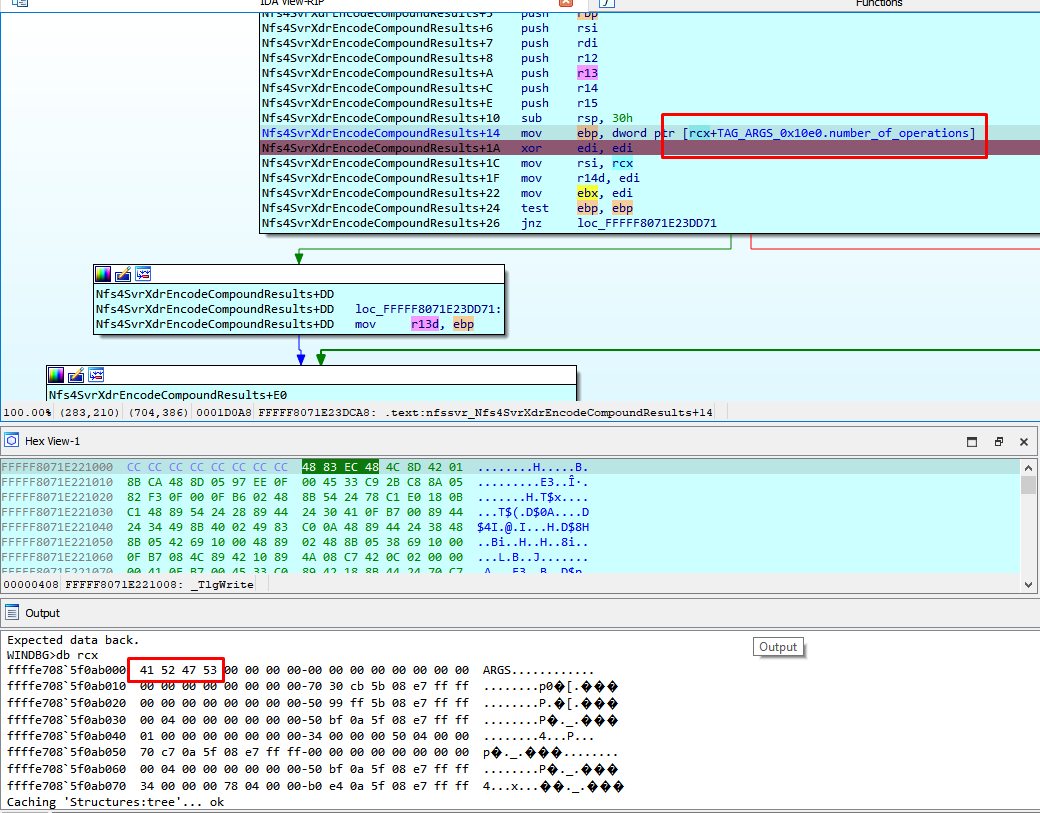 IDA View-RIP
Functions
Nfs4SvrXdrEncodeCompoundResults+5 push rbp
Nfs4SvrXdrEncodeCompoundResults+6 push rsi
Nfs4SvrXdrEncodeCompoundResults+7 push rdi
Nfs4SvrXdrEncodeCompoundResults+8 push r12
Nfs4SvrXdrEncodeCompoundResults+A push r13
Nfs4SvrXdrEncodeCompoundResults+C push r14
Nfs4SvrXdrEncodeCompoundResults+E push r15
Nfs4SvrXdrEncodeCompoundResults+10 sub rsp, 30h
Nfs4SvrXdrEncodeCompoundResults+14 mov ebp, dword ptr [rcx+TAG_ARGS_0x10e0.number_of_operations]
Nfs4SvrXdrEncodeCompoundResults+1A xor edi, edi
Nfs4SvrXdrEncodeCompoundResults+1C mov rsi, rcx
Nfs4SvrXdrEncodeCompoundResults+1F mov r14d, edi
Nfs4SvrXdrEncodeCompoundResults+22 mov ebx, edi
Nfs4SvrXdrEncodeCompoundResults+24 test ebp, ebp
Nfs4SvrXdrEncodeCompoundResults+26 jnz loc_FFFFF8071E23DD71
Nfs4SvrXdrEncodeCompoundResults+DD
Nfs4SvrXdrEncodeCompoundResults+DD loc_FFFFF8071E23DD71:
Nfs4SvrXdrEncodeCompoundResults+DD mov r13d, ebp
Nfs4SvrXdrEncodeCompoundResults+E0
100.00% (283,210) (704,386) 0001D0A8 FFFFF8071E23DCA8: .text:nfssvr_Nfs4SvrXdrEncodeCompoundResults+14
Hex View-1
FFFFF8071E221000 CC CC CC CC CC CC CC CC 48 83 EC 48 4C 8D 42 01 ........H.....B.
FFFFF8071E221010 8B CA 48 8D 05 97 EE 0F 00 45 33 C9 2B C8 8A 05 .........E3..Î·.
FFFFF8071E221020 82 F3 0F 00 0F B6 02 48 8B 54 24 78 C1 E0 18 0B .......H.T$x....
FFFFF8071E221030 C1 48 89 54 24 28 89 44 24 30 41 0F B7 00 89 44 ...T$(.D$0A....D
FFFFF8071E221040 24 34 49 8B 40 02 49 83 C0 0A 48 89 44 24 38 48 $4I.@.I...H.D$8H
FFFFF8071E221050 8B 05 42 69 10 00 48 89 02 48 8B 05 38 69 10 00 ..Bi..H..H..8i..
FFFFF8071E221060 0F B7 08 4C 89 42 10 89 4A 08 C7 42 0C 02 00 00 ...L.B..J.......
00000408 FFFFF8071E221008: _TlgWrite
Output
Expected data back.
Output
WINDBG>db rcx
ffffe708`5f0ab000 41 52 47 53 00 00 00 00-00 00 00 00 00 00 00 00 ARGS............
ffffe708`5f0ab010 00 00 00 00 00 00 00 00-70 30 cb 5b 08 e7 ff ff ........p0�[.���
ffffe708`5f0ab020 00 00 00 00 00 00 00 00-50 99 ff 5b 08 e7 ff ff ........P.�[.���
ffffe708`5f0ab030 00 04 00 00 00 00 00 00-50 bf 0a 5f 08 e7 ff ff ........P�._.���
ffffe708`5f0ab040 01 00 00 00 00 00 00 00-34 00 00 00 50 04 00 00 ........4...P...
ffffe708`5f0ab050 70 c7 0a 5f 08 e7 ff ff-00 00 00 00 00 00 00 00 p�._.���........
ffffe708`5f0ab060 00 04 00 00 00 00 00 00-50 bf 0a 5f 08 e7 ff ff ........P�._.���
ffffe708`5f0ab070 34 00 00 00 78 04 00 00-b0 e4 0a 5f 08 e7 ff ff 4...x...��._.���
Caching 'Structures:tree'... ok